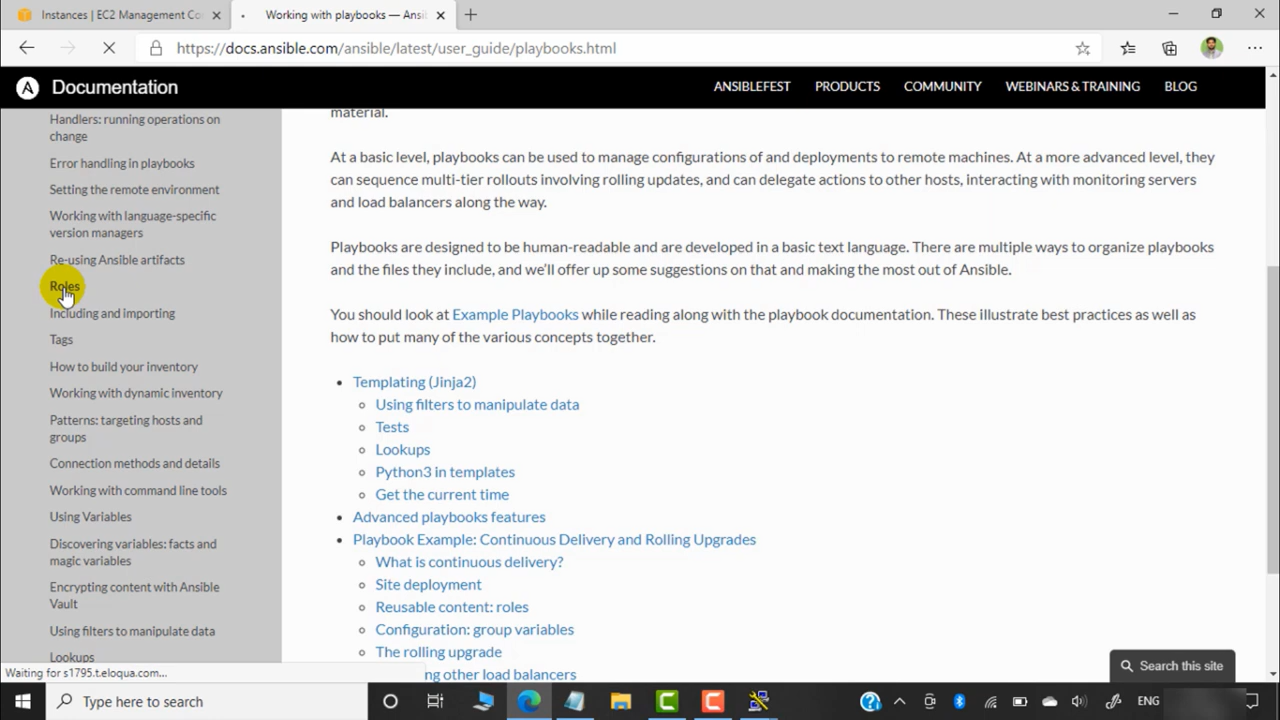 Instances | EC2 Management Co
Working with playbooks — Ansi
https://docs.ansible.com/ansible/latest/user_guide/playbooks.html
A Documentation
ANSIBLEFEST PRODUCTS COMMUNITY WEBINARS & TRAINING BLOG
Handlers: running operations on
change
Error handling in playbooks
Setting the remote environment
Working with language-specific
version managers
Re-using Ansible artifacts
Roles
Including and importing
Tags
How to build your inventory
Working with dynamic inventory
Patterns: targeting hosts and
groups
Connection methods and details
Working with command line tools
Using Variables
Discovering variables: facts and
magic variables
Encrypting content with Ansible
Vault
Using filters to manipulate data
Lookups
material.
At a basic level, playbooks can be used to manage configurations of and deployments to remote machines. At a more advanced level, they
can sequence multi-tier rollouts involving rolling updates, and can delegate actions to other hosts, interacting with monitoring servers
and load balancers along the way.
Playbooks are designed to be human-readable and are developed in a basic text language. There are multiple ways to organize playbooks
and the files they include, and we'll offer up some suggestions on that and making the most out of Ansible.
You should look at Example Playbooks while reading along with the playbook documentation. These illustrate best practices as well as
how to put many of the various concepts together.
• Templating (Jinja2)
◦ Using filters to manipulate data
◦ Tests
◦ Lookups
◦ Python3 in templates
◦ Get the current time
• Advanced playbooks features
• Playbook Example: Continuous Delivery and Rolling Upgrades
◦ What is continuous delivery?
◦ Site deployment
◦ Reusable content: roles
◦ Configuration: group variables
◦ The rolling upgrade
ng other load balancers
Waiting for s1795.t.eloqua.com...
Search this site
Type here to search
ENG